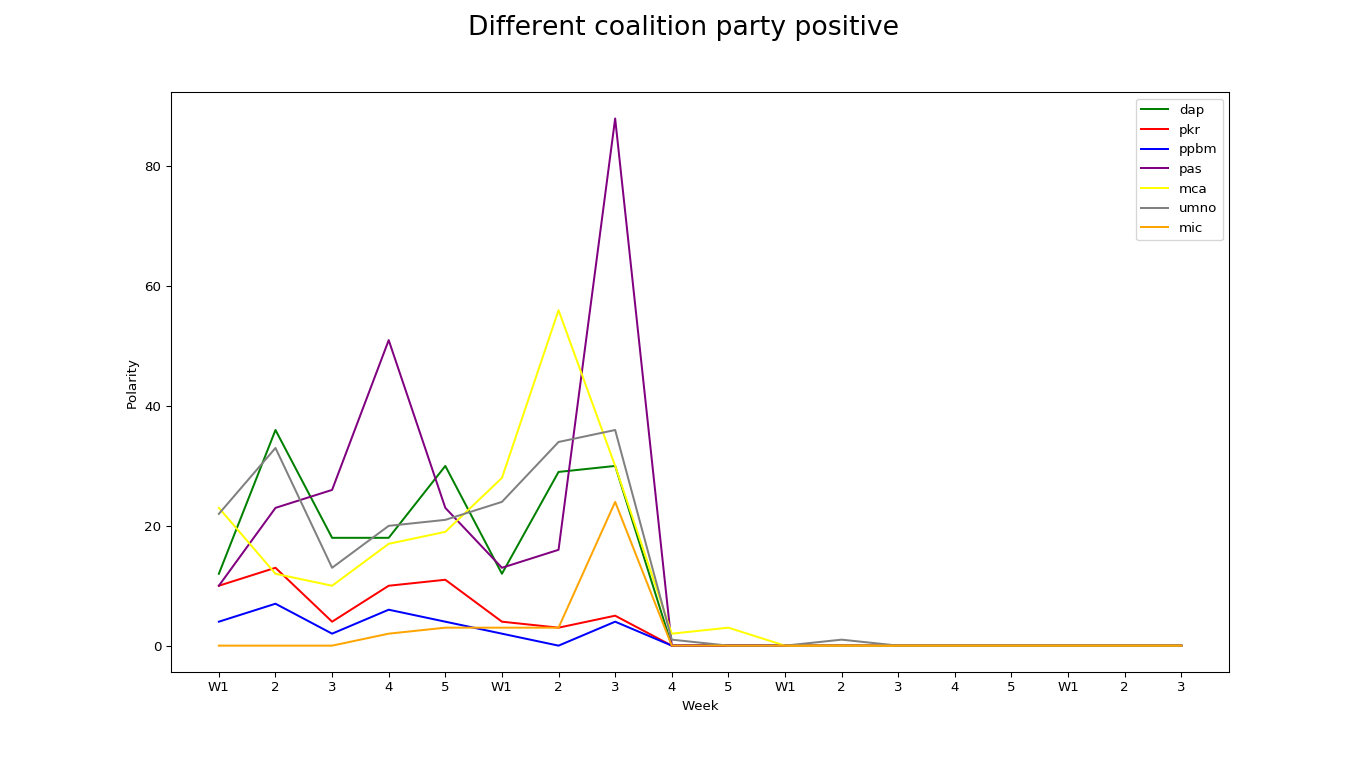 Different coalition party positive
dap
pkr
ppbm
pas
mca
umno
mic
80
60
40
20
0
Polarity
W1 2 3 4 5 W1 2 3 4 5 W1 2 3 4 5 W1 2 3
Week